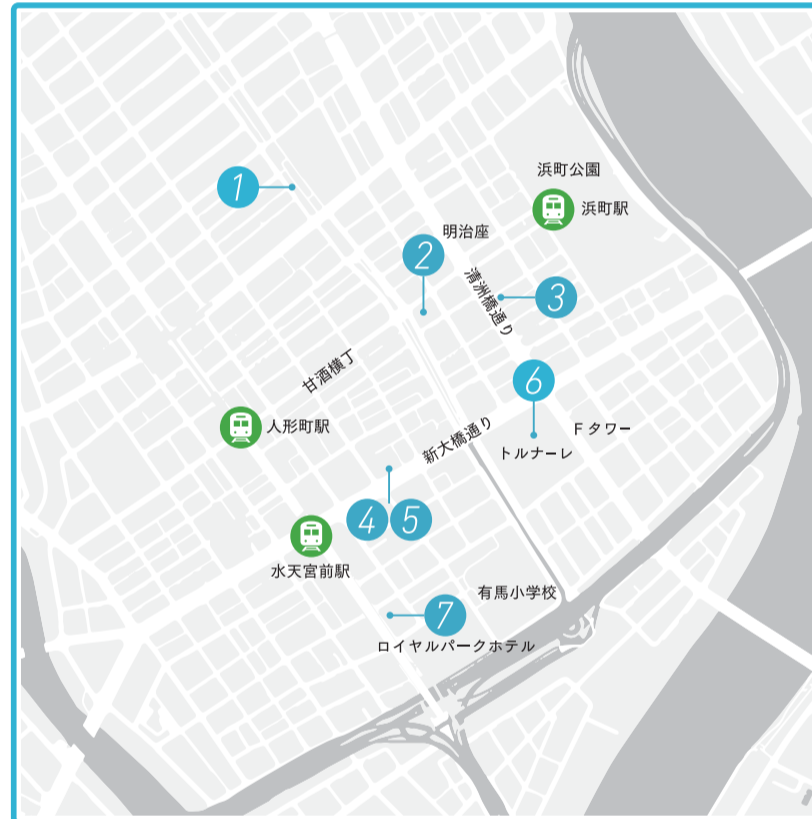 浜町公園
1
浜町駅
明治座
2
清洲橋通り
3
甘酒横丁
6
人形町駅
Fタワー
新大橋通り
トルナーレ
4 5
水天宮前駅
有馬小学校
7
ロイヤルパークホテル